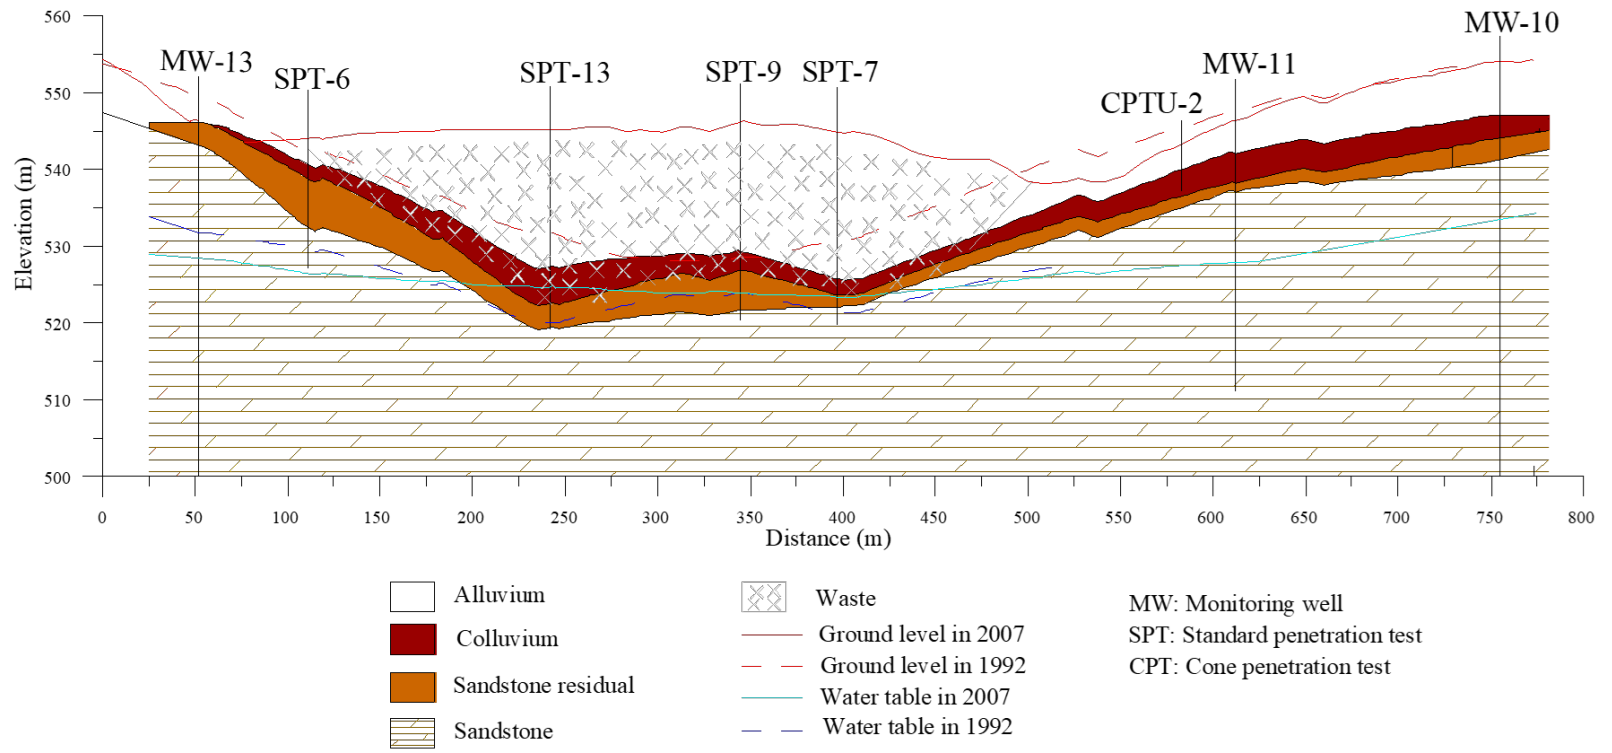 560
550
540
530
520
510
500
Elevation (m)
MW-13
SPT-6
SPT-13
SPT-9
SPT-7
CPTU-2
MW-11
MW-10
0 50 100 150 200 250 300 350 400 450 500 550 600 650 700 750 800
Distance (m)
Alluvium
Colluvium
Sandstone residual
Sandstone
Waste
Ground level in 2007
Ground level in 1992
Water table in 2007
Water table in 1992
MW: Monitoring well
SPT: Standard penetration test
CPT: Cone penetration test